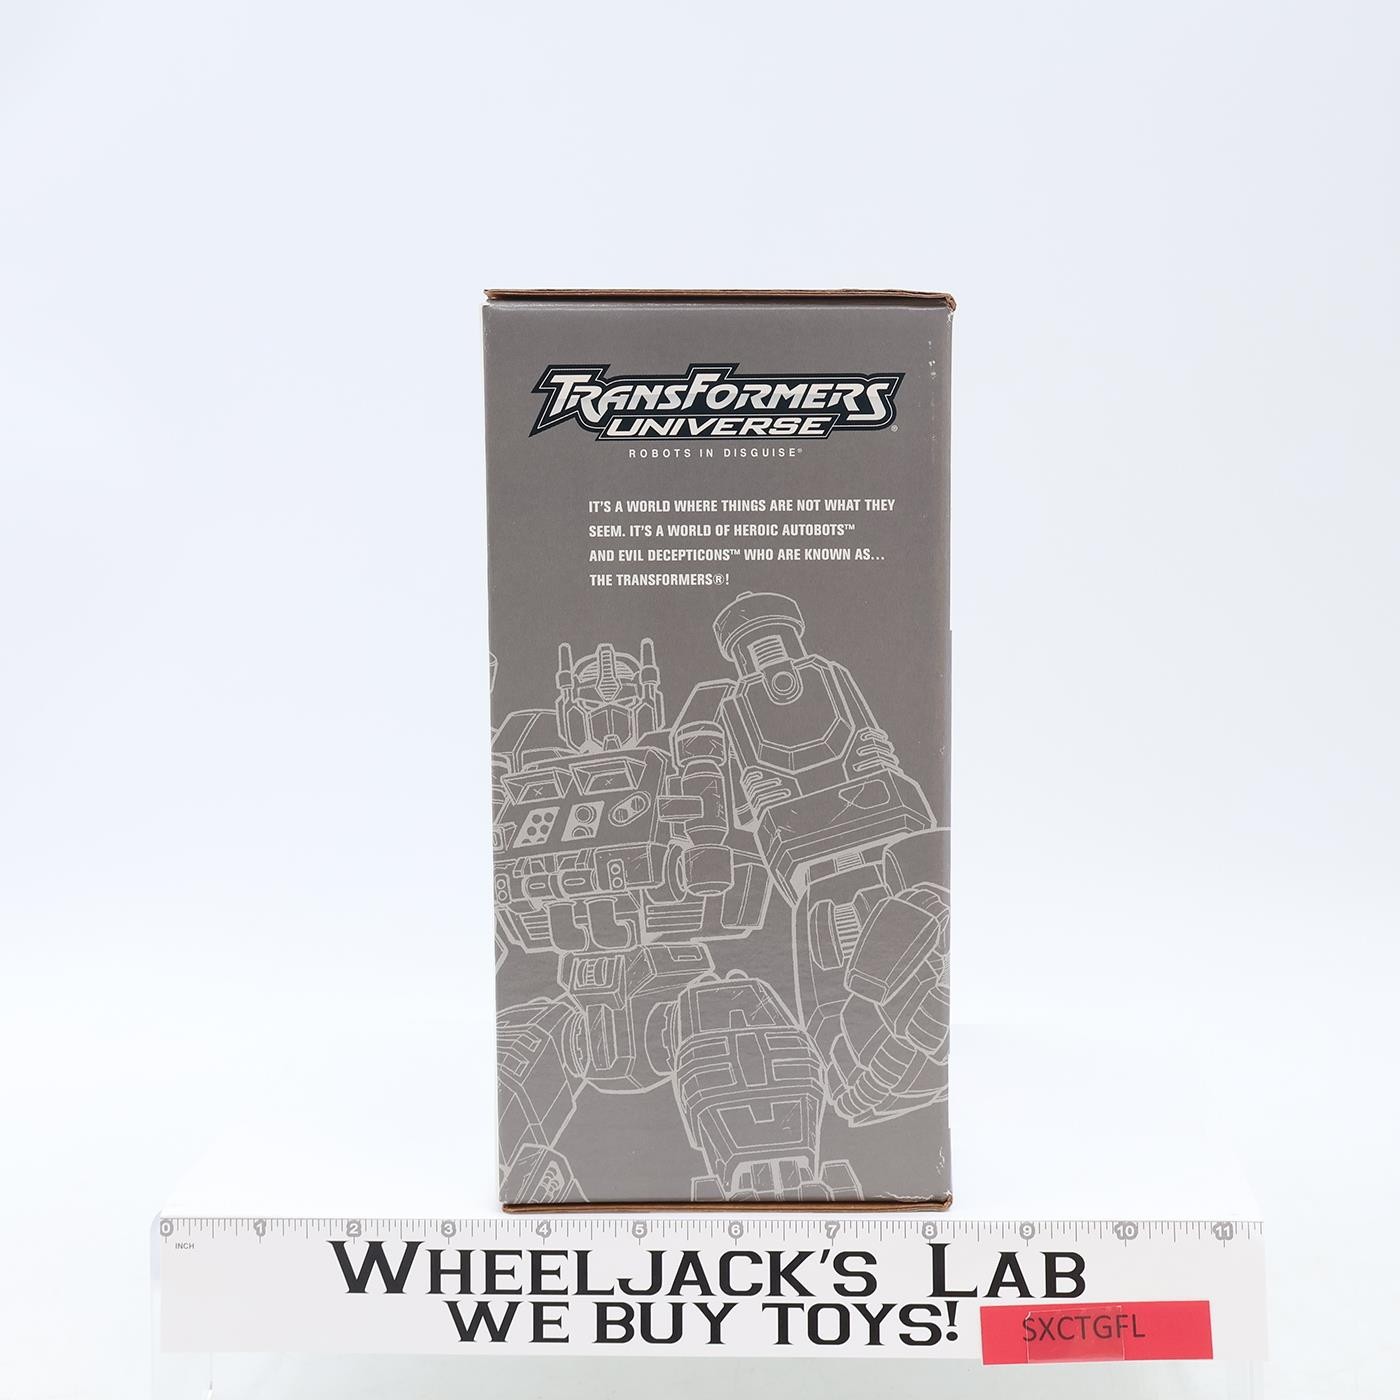 TRANSFORMERS
UNIVERSE®
ROBOTS IN DISGUISE®
IT'S A WORLD WHERE THINGS ARE NOT WHAT THEY
SEEM. IT'S A WORLD OF HEROIC AUTOBOTS™
AND EVIL DECEPTICONS™ WHO ARE KNOWN AS...
THE TRANSFORMERS®!
0 1 2 3 4 5 6 7 8 9 10 11
INCH
WHEELJACK'S LAB
WE BUY TOYS!
SXCTGFL